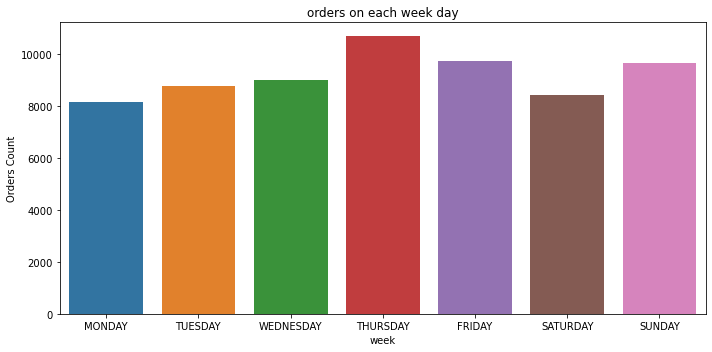 orders on each week day
Orders Count
10000
8000
6000
4000
2000
0
MONDAY TUESDAY WEDNESDAY THURSDAY FRIDAY SATURDAY SUNDAY
week